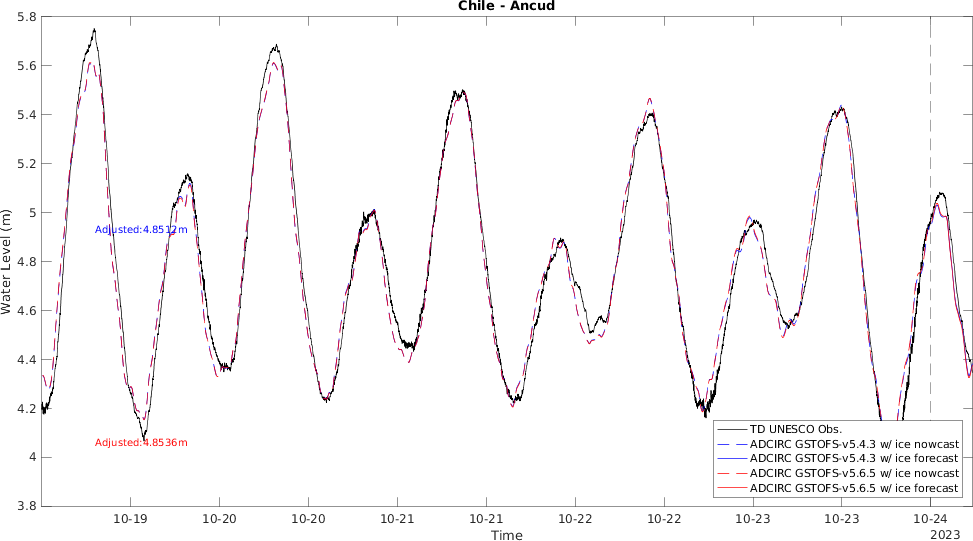 Chile - Ancud
5.8
5.6
5.4
5.2
5
4.8
4.6
4.4
4.2
4
3.8
Water Level (m)
Adjusted:4.8512m
Adjusted:4.8536m
TD UNESCO Obs.
ADCIRC GSTOFS-v5.4.3 w/ ice nowcast
ADCIRC GSTOFS-v5.4.3 w/ ice forecast
ADCIRC GSTOFS-v5.6.5 w/ ice nowcast
ADCIRC GSTOFS-v5.6.5 w/ ice forecast
10-19 10-20 10-20 10-21 10-21 10-22 10-22 10-23 10-23 10-24
2023
Time